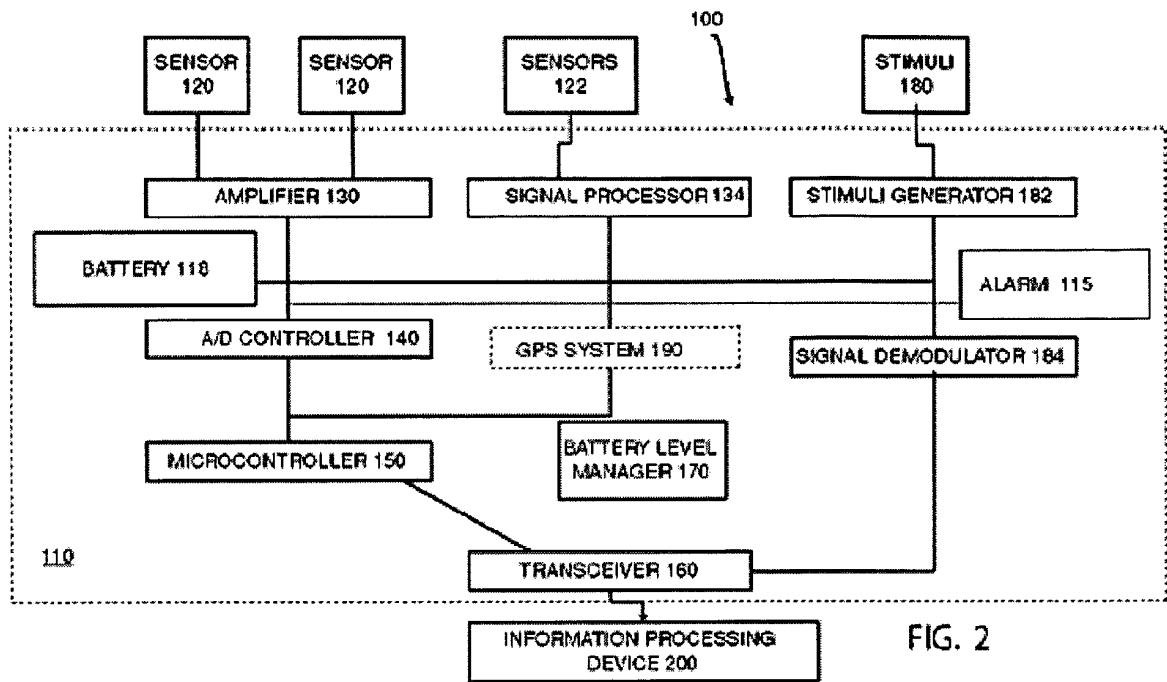 100
SENSOR
120
SENSOR
120
SENSORS
122
STIMULI
180
AMPLIFIER 130
SIGNAL PROCESSOR 134
STIMULI GENERATOR 182
BATTERY 118
ALARM 115
A/D CONTROLLER 140
GPS SYSTEM 190
SIGNAL DEMODULATOR 184
MICROCONTROLLER 150
BATTERY LEVEL
MANAGER 170
110
TRANSCEIVER 160
INFORMATION PROCESSING
DEVICE 200
FIG. 2